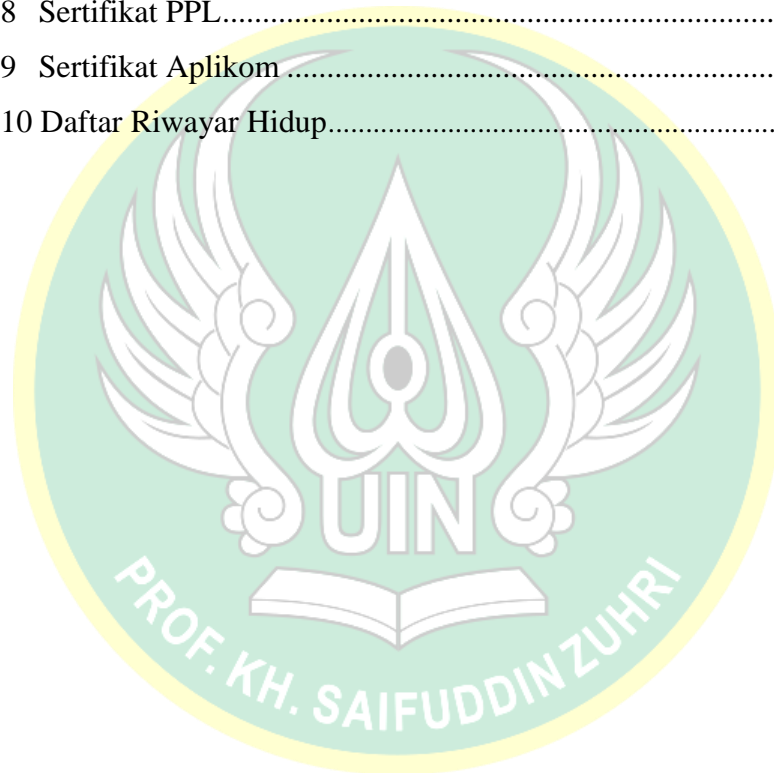 8 Sertifikat PPL................................................................................
9 Sertifikat Aplikom........................................................................
10 Daftar Riwayar Hidup...................................................................
UIN
PROF. KH. SAIFUDDIN ZUHRI